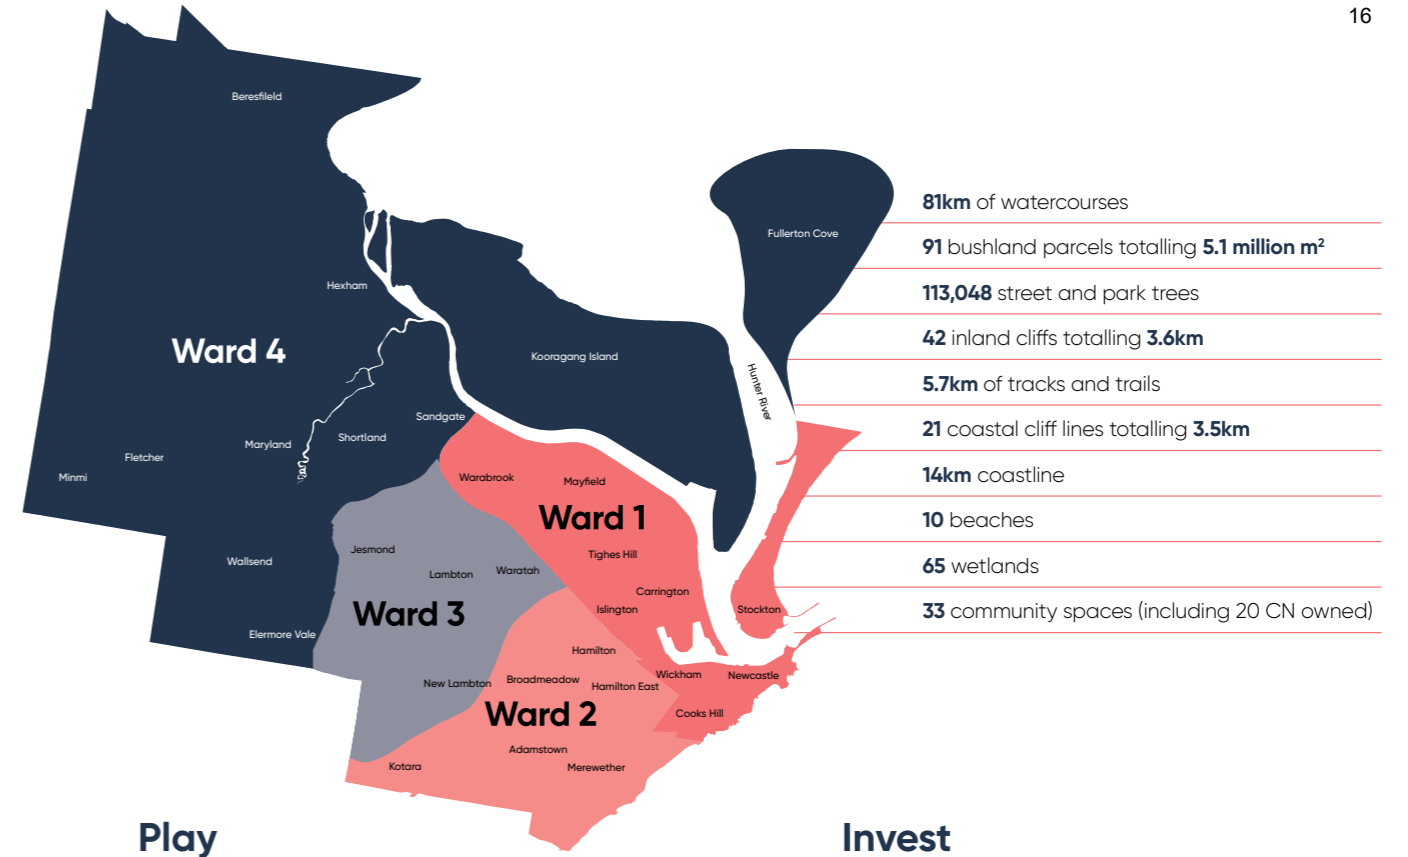 16
Beresfileld
Fullerton Cove
Hexham
Ward 4
Kooragang Island
Hunter River
Sandgate
Shortland
Maryland
Fletcher
Minmi
Warabrook
Mayfield
Ward 1
Jesmond
Tighes Hill
Wallsend
Lambton
Waratah
Carrington
Islington
Stockton
Ward 3
Elermore Vale
Hamilton
Wickham
Newcastle
New Lambton
Broadmeadow
Hamilton East
Ward 2
Cooks Hill
Adamstown
Kotara
Merewether
81km of watercourses
91 bushland parcels totalling 5.1 million m²
113,048 street and park trees
42 inland cliffs totalling 3.6km
5.7km of tracks and trails
21 coastal cliff lines totalling 3.5km
14km coastline
10 beaches
65 wetlands
33 community spaces (including 20 CN owned)
Play
Invest